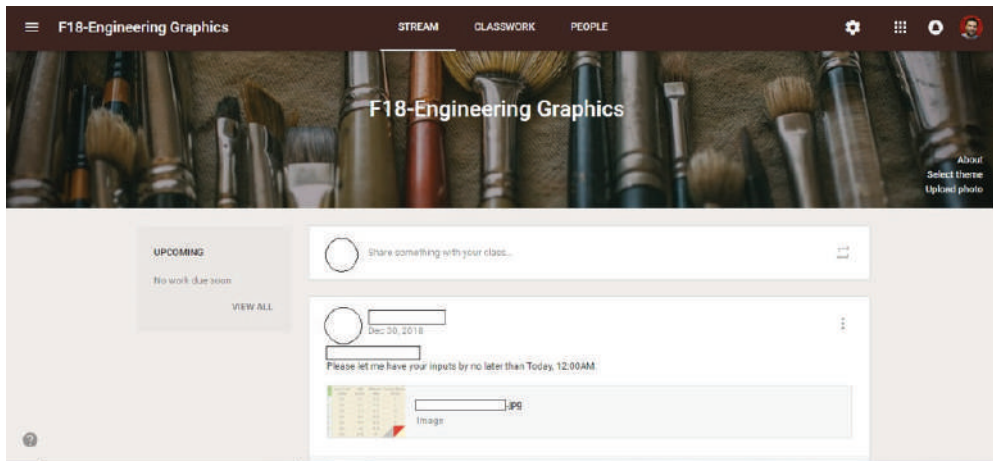 F18-Engineering Graphics
STREAM CLASSWORK PEOPLE
F18-Engineering Graphics
About
Select theme
Upload photo
UPCOMING
No work due soon
VIEW ALL
Share something with your class...
Dec 30, 2018
Please let me have your inputs by no later than Today, 12:00AM.
.JPG
Image